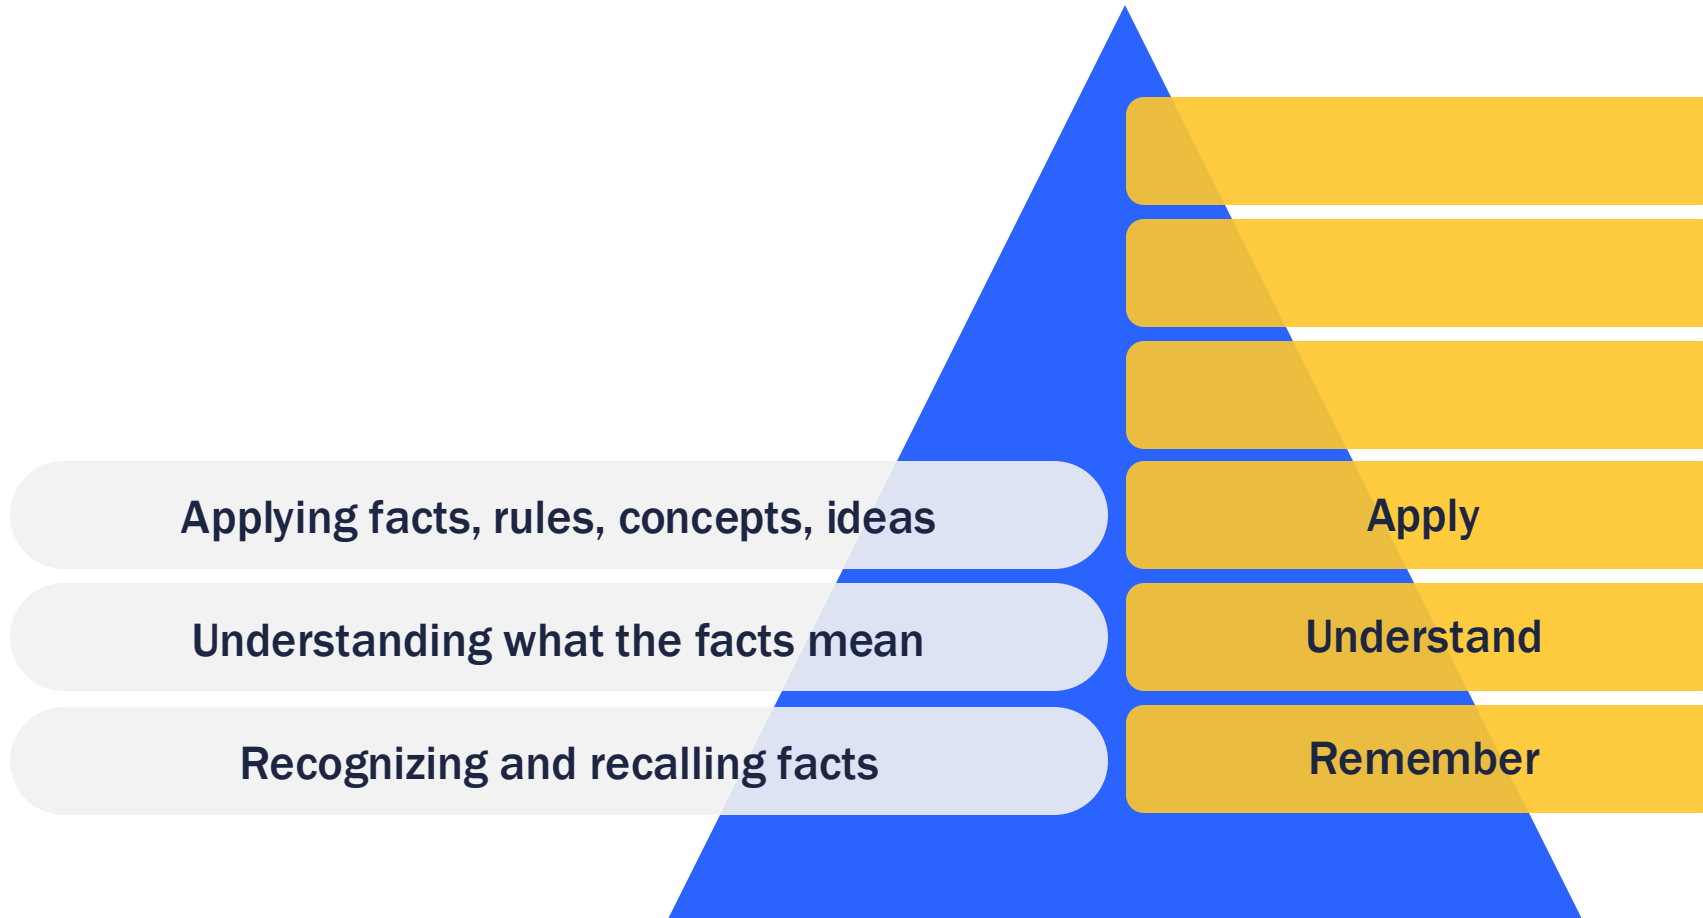 Applying facts, rules, concepts, ideas
Apply
Understanding what the facts mean
Understand
Recognizing and recalling facts
Remember